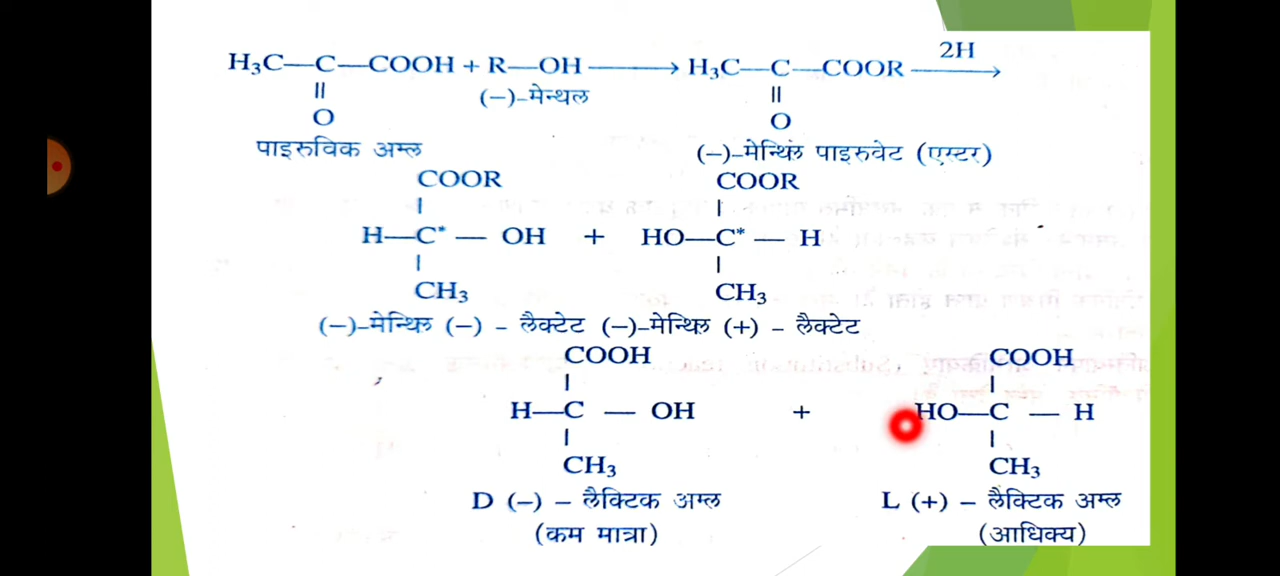 H₃C—C—COOH + R—OH ⟶ H₃C—C—COOR ⟶ 2H
|| (−)-मेन्थल ||
O O
पाइरुविक अम्ल (−)-मेन्थिल पाइरुवेट (एस्टर)
COOR COOR
| |
H—C* — OH + HO—C* — H
| |
CH₃ CH₃
(−)-मेन्थिल (−) - लैक्टेट (−)-मेन्थिल (+) - लैक्टेट
COOH COOH
| |
H—C — OH + HO—C — H
| |
CH₃ CH₃
D (−) - लैक्टिक अम्ल L (+) - लैक्टिक अम्ल
(कम मात्रा) (आधिक्य)